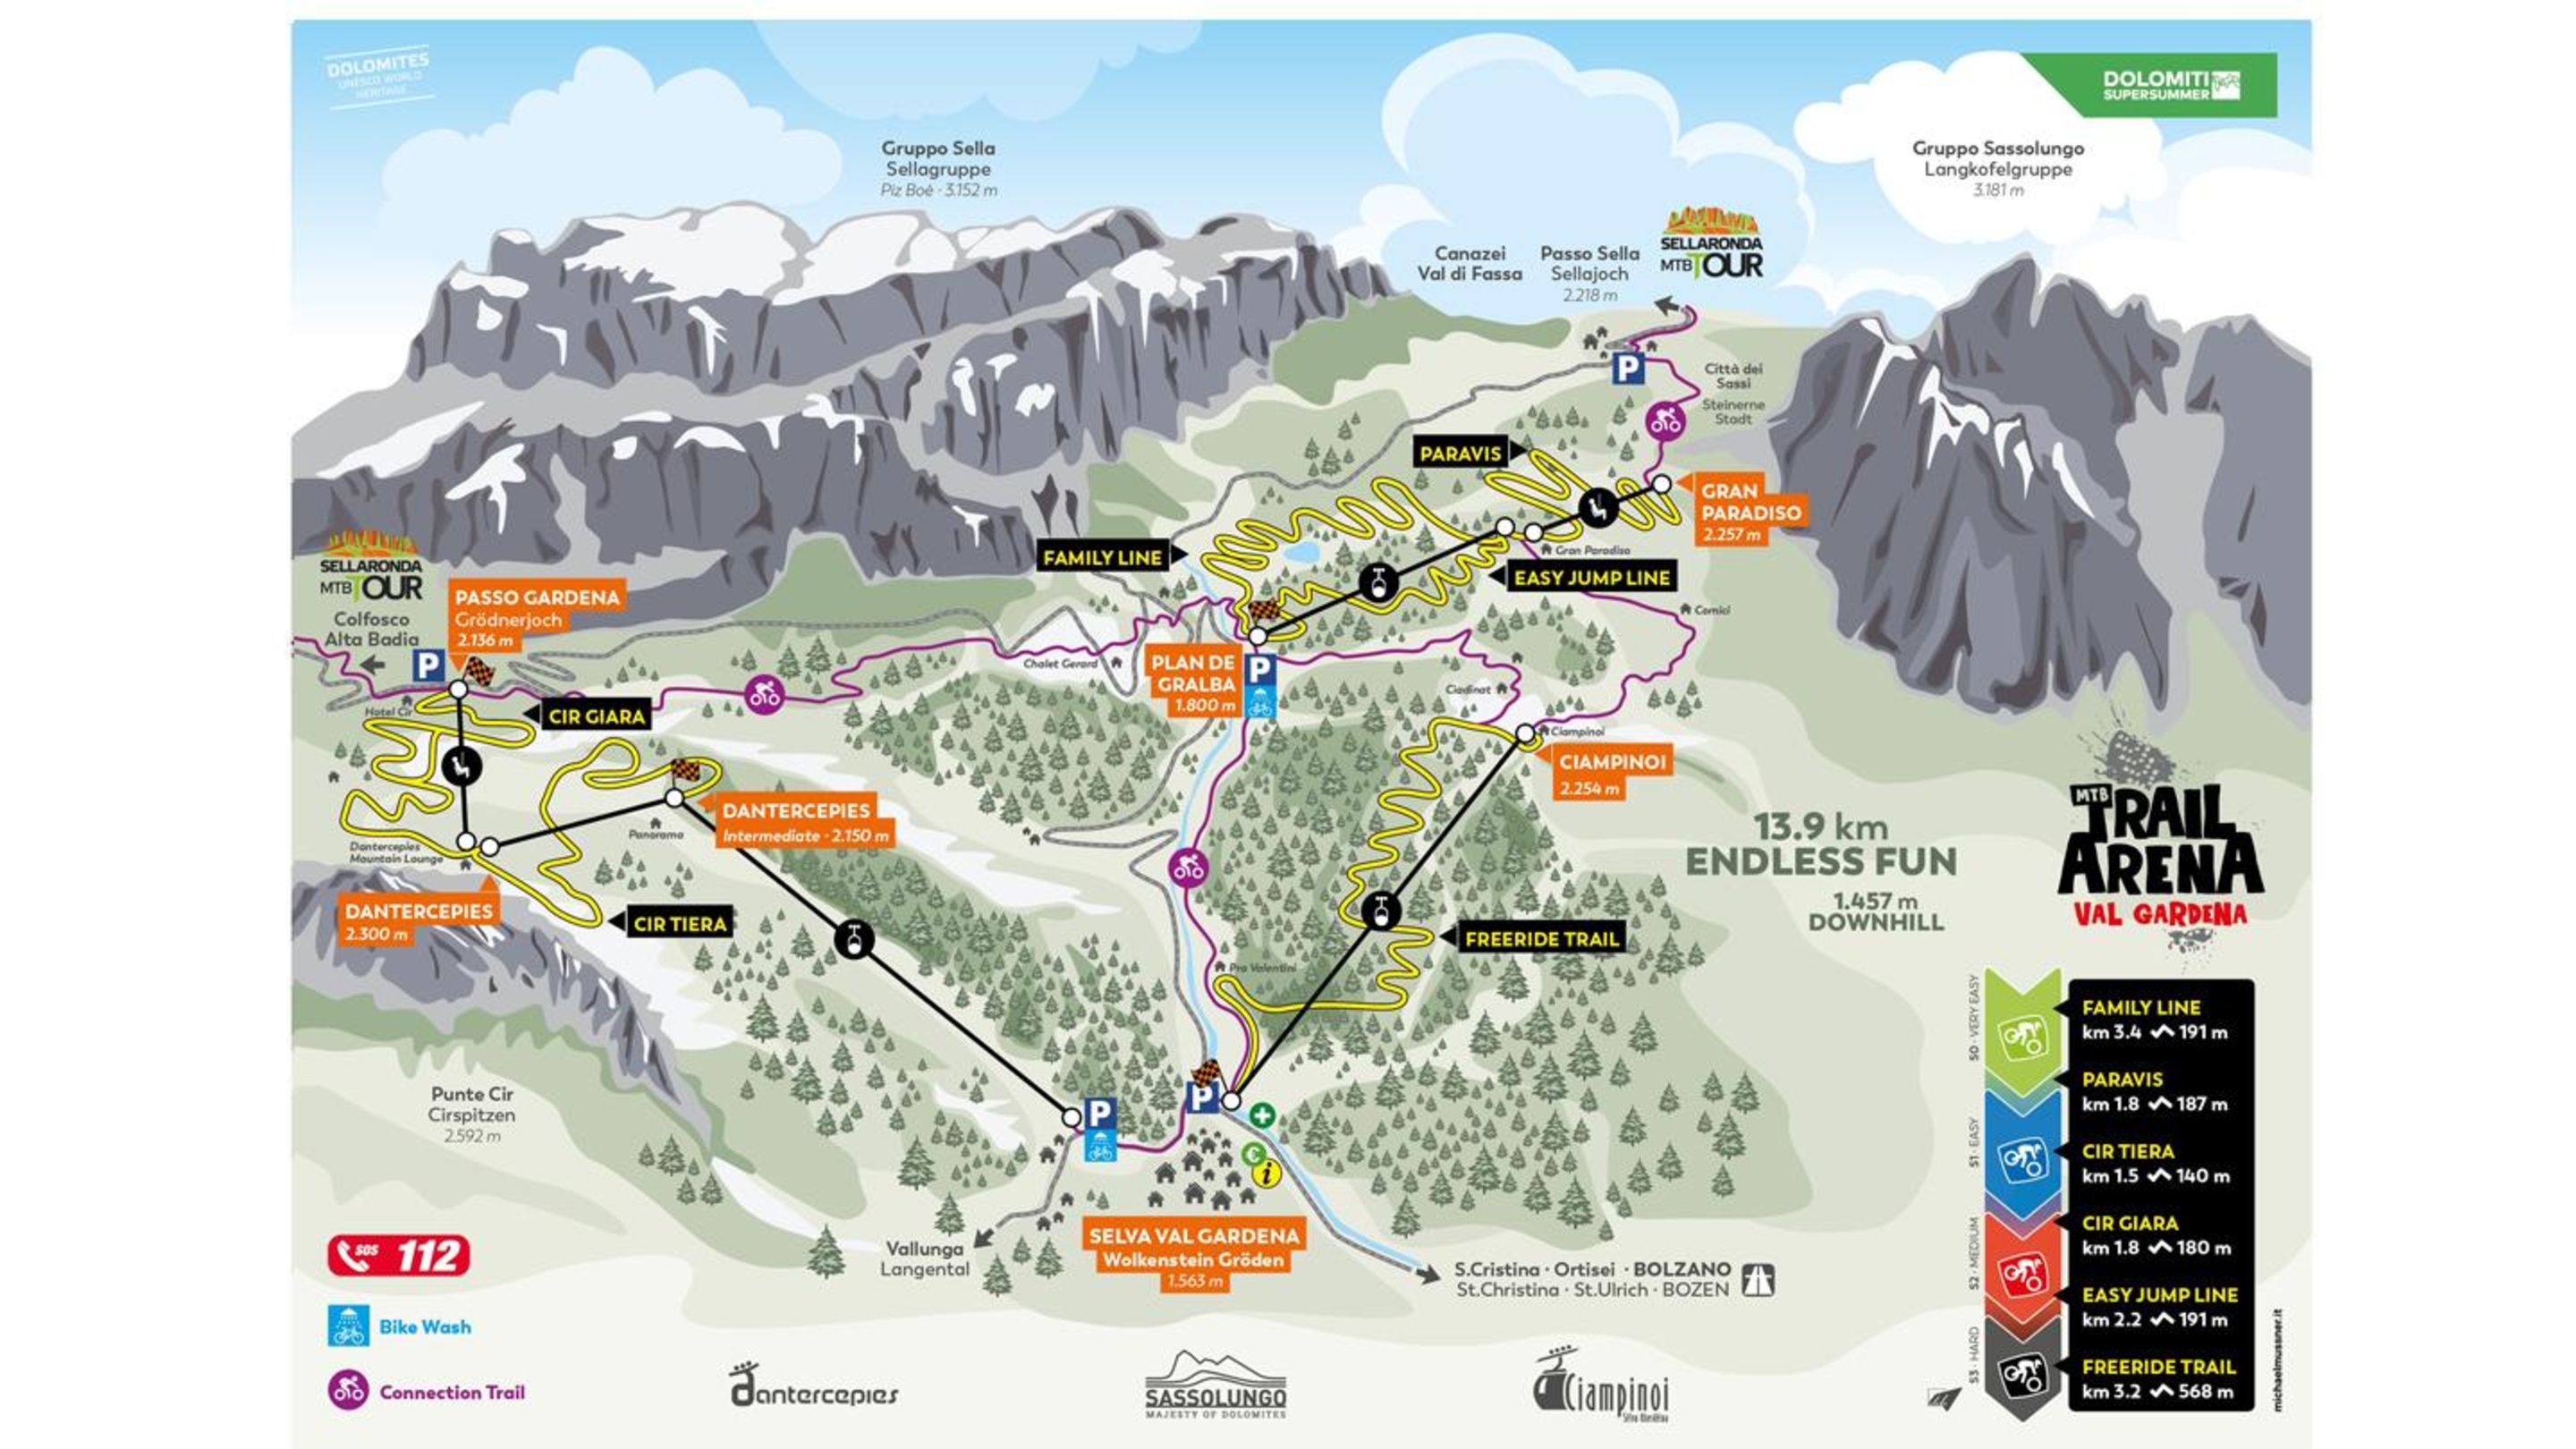 DOLOMITES
UNESCO WORLD
HERITAGE
DOLOMITI
SUPERSUMMER
Gruppo Sella
Sellagruppe
Piz Boè · 3.152 m
Gruppo Sassolungo
Langkofelgruppe
3.181 m
Canazei
Val di Fassa
Passo Sella
Sellajoch
2.218 m
SELLARONDA
MTB TOUR
P
Città dei
Sassi
Steinerne
Stadt
PARAVIS
GRAN
PARADISO
2.257 m
FAMILY LINE
Gran Paradiso
EASY JUMP LINE
Comici
SELLARONDA
MTB TOUR
Colfosco
Alta Badia
PASSO GARDENA
Grödnerjoch
2.136 m
P
Hotel Cir
CIR GIARA
Chalet Gerard
PLAN DE
GRALBA
1.800 m
P
Ciadinat
Ciampinoi
CIAMPINOI
2.254 m
DANTERCEPIES
Intermediate · 2.150 m
Panorama
Dantercepies
Mountain Lounge
DANTERCEPIES
2.300 m
CIR TIERA
FREERIDE TRAIL
Pra Valentini
13.9 km
ENDLESS FUN
1.457 m
DOWNHILL
MTB
TRAIL
ARENA
VAL GARDENA
Punte Cir
Cirspitzen
2.592 m
P
P
€
i
SELVA VAL GARDENA
Wolkenstein Gröden
1.563 m
Vallunga
Langental
S.Cristina · Ortisei · BOLZANO
St.Christina · St.Ulrich · BOZEN
SOS 112
Bike Wash
Connection Trail
dantercepies
SASSOLUNGO
MAJESTY OF DOLOMITES
Ciampinoi
S0 · VERY EASY
S1 · EASY
S2 · MEDIUM
S3 · HARD
FAMILY LINE
km 3.4 191 m
PARAVIS
km 1.8 187 m
CIR TIERA
km 1.5 140 m
CIR GIARA
km 1.8 180 m
EASY JUMP LINE
km 2.2 191 m
FREERIDE TRAIL
km 3.2 568 m
michaelmussner.it